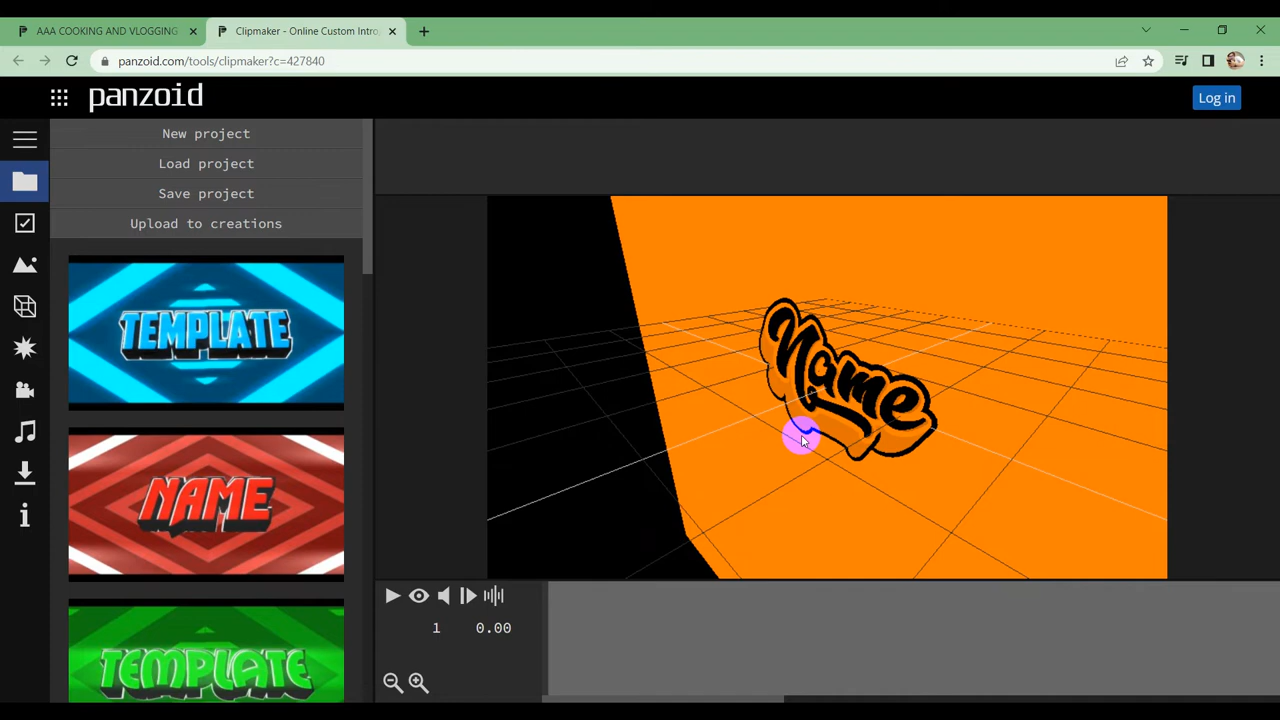 AAA COOKING AND VLOGGING
Clipmaker - Online Custom Intro
panzoid.com/tools/clipmaker?c=427840
panzoid
Log in
New project
Load project
Save project
Upload to creations
TEMPLATE
NAME
TEMPLATE
Name
1 0.00